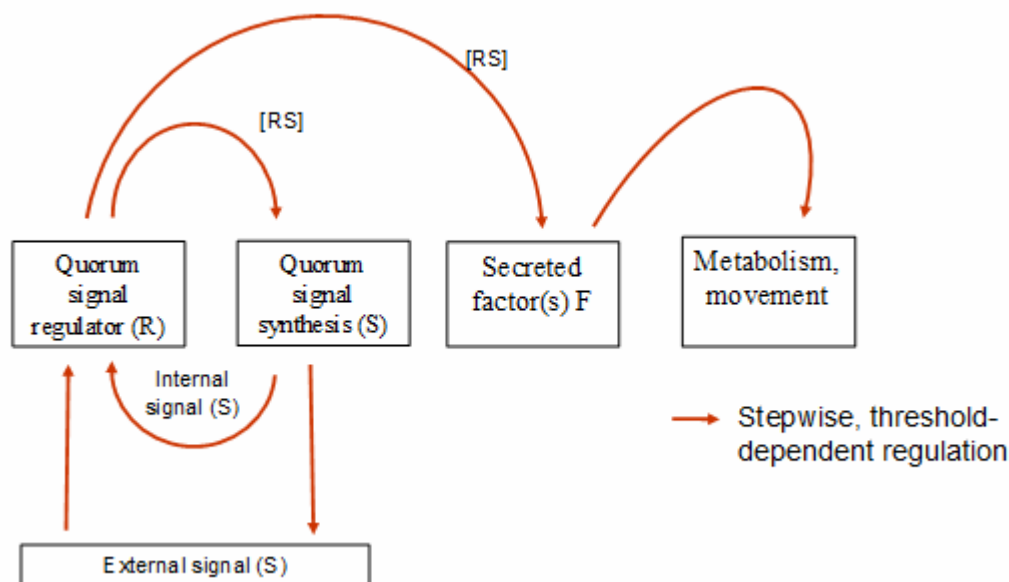 [RS]
[RS]
Quorum
signal
regulator (R)
Quorum
signal
synthesis (S)
Secreted
factor(s) F
Metabolism,
movement
Internal
signal (S)
Stepwise, threshold-
dependent regulation
External signal (S)